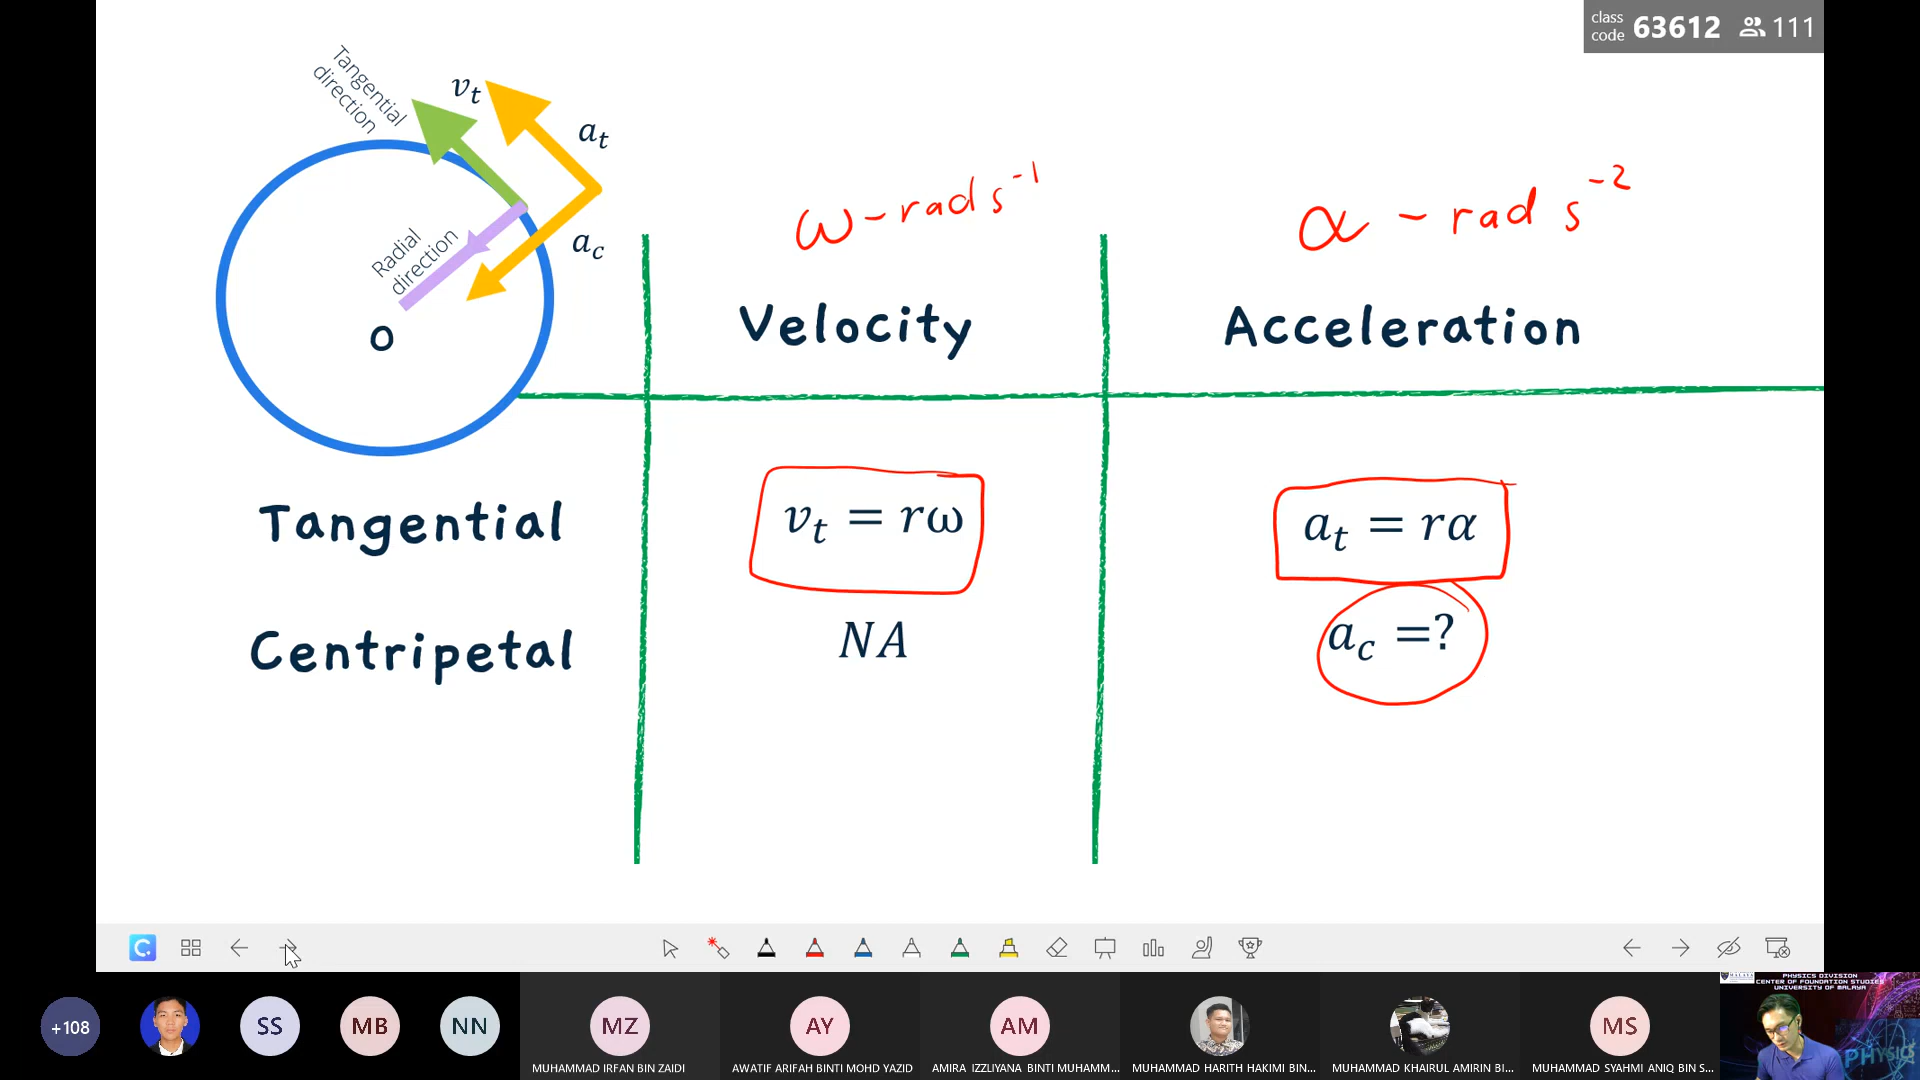 class code 63612 111
Tangential
direction
v_t
a_t
a_c
Radial
direction
O
ω - rad s⁻¹
α - rad s⁻²
Velocity
Acceleration
Tangential
v_t = rω
a_t = rα
Centripetal
NA
a_c =?
+108
SS
MB
NN
MZ
AY
AM
MS
MUHAMMAD IRFAN BIN ZAIDI
AWATIF ARIFAH BINTI MOHD YAZID
AMIRA IZZLIYANA BINTI MUHAMM...
MUHAMMAD HARITH HAKIMI BIN...
MUHAMMAD KHAIRUL AMIRIN BI...
MUHAMMAD SYAHMI ANIQ BIN S...
PHYSICS DIVISION
CENTER OF FOUNDATION STUDIES
UNIVERSITY OF MALAYA
PHYSICS